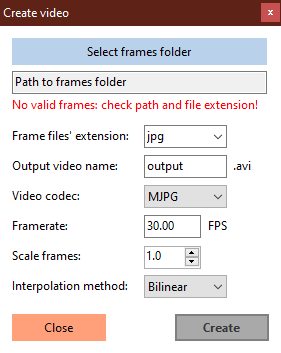 Create video
Select frames folder
Path to frames folder
No valid frames: check path and file extension!
Frame files' extension: jpg
Output video name: output .avi
Video codec: MJPG
Framerate: 30.00 FPS
Scale frames: 1.0
Interpolation method: Bilinear
Close Create